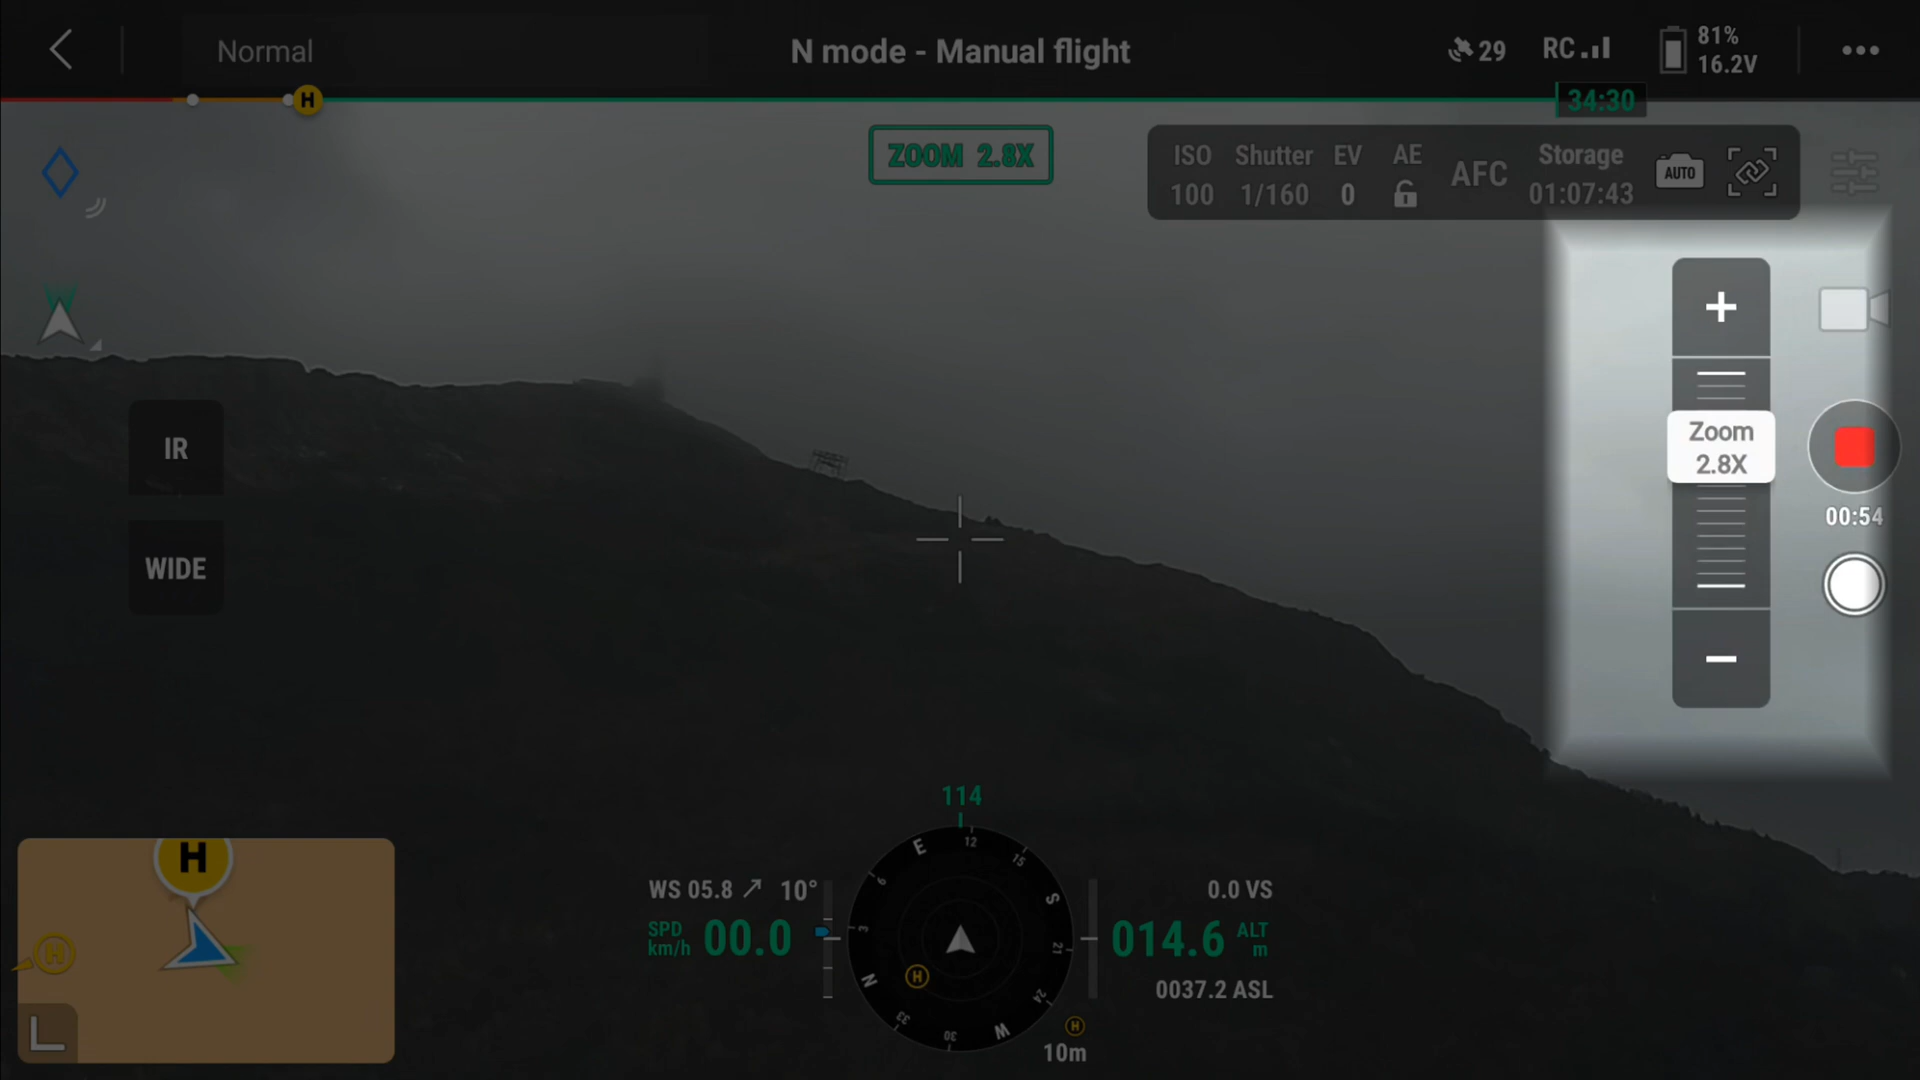 Normal
N mode - Manual flight
29
RC
81%
16.2V
H
34:30
ZOOM 2.8X
ISO
100
Shutter
1/160
EV
0
AE
AFC
Storage
01:07:43
AUTO
Zoom
2.8X
00:54
IR
WIDE
H
H
114
WS 05.8
10°
SPD
km/h
00.0
E
12
15
S
21
24
W
30
33
N
3
6
H
0.0 VS
014.6
ALT
m
0037.2 ASL
H
10m